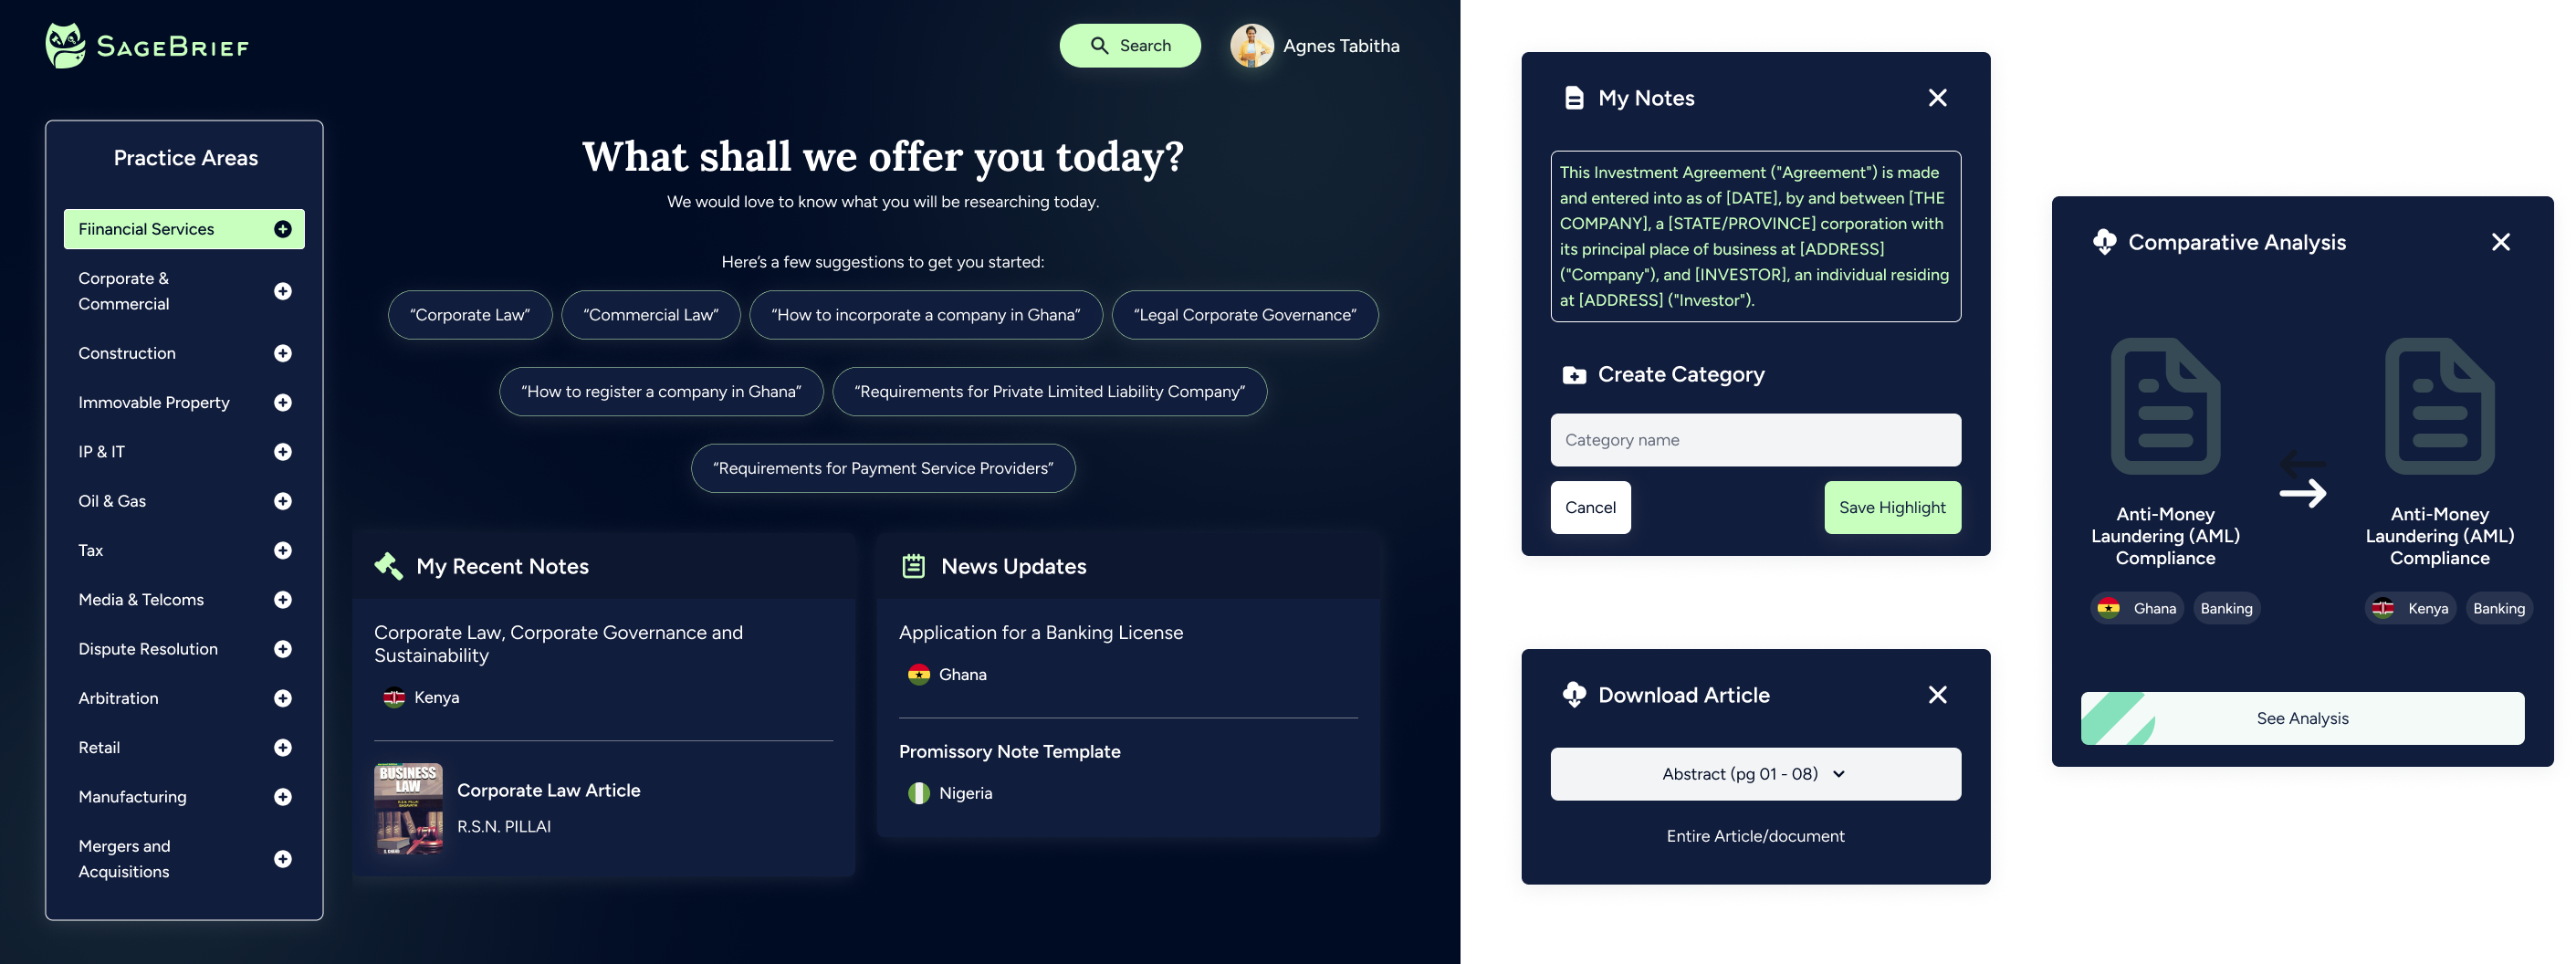 SAGEBRIEF
Search
Agnes Tabitha
Practice Areas
Fiinancial Services
Corporate &
Commercial
Construction
Immovable Property
IP & IT
Oil & Gas
Tax
Media & Telcoms
Dispute Resolution
Arbitration
Retail
Manufacturing
Mergers and
Acquisitions
What shall we offer you today?
We would love to know what you will be researching today.
Here's a few suggestions to get you started:
“Corporate Law”
“Commercial Law”
“How to incorporate a company in Ghana”
“Legal Corporate Governance”
“How to register a company in Ghana”
“Requirements for Private Limited Liability Company”
“Requirements for Payment Service Providers”
My Recent Notes
Corporate Law, Corporate Governance and
Sustainability
Kenya
BUSINESS
LAW
Corporate Law Article
R.S.N. PILLAI
News Updates
Application for a Banking License
Ghana
Promissory Note Template
Nigeria
My Notes
This Investment Agreement ("Agreement") is made
and entered into as of [DATE], by and between [THE
COMPANY], a [STATE/PROVINCE] corporation with
its principal place of business at [ADDRESS]
("Company"), and [INVESTOR], an individual residing
at [ADDRESS] ("Investor").
Create Category
Category name
Cancel
Save Highlight
Download Article
Abstract (pg 01 - 08)
Entire Article/document
Comparative Analysis
Anti-Money
Laundering (AML)
Compliance
Ghana
Banking
Anti-Money
Laundering (AML)
Compliance
Kenya
Banking
See Analysis